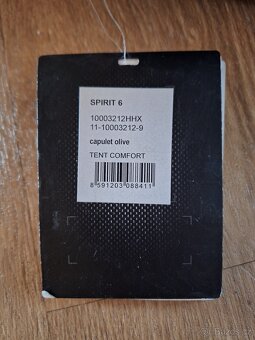 SPIRIT 6
10003212HHX
11-10003212-9
capulet olive
TENT COMFORT
8 591203 088411